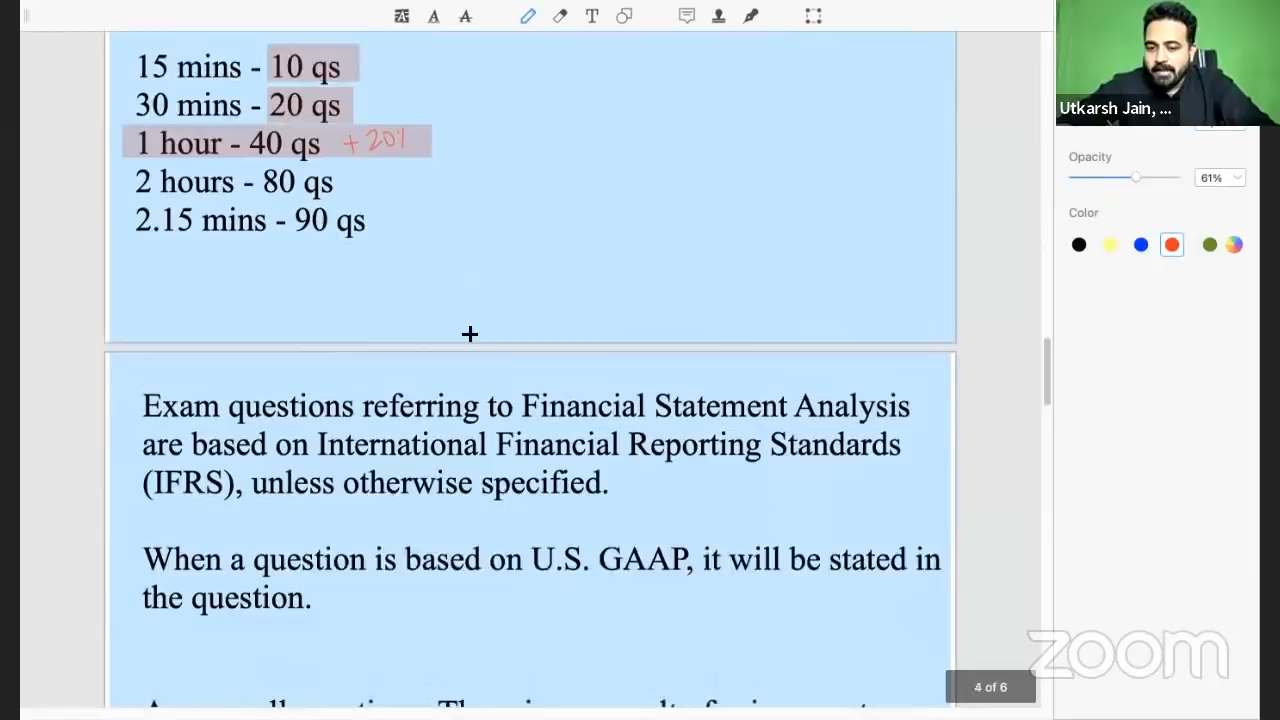 15 mins - 10 qs
30 mins - 20 qs
1 hour - 40 qs + 20%
2 hours - 80 qs
2.15 mins - 90 qs
Exam questions referring to Financial Statement Analysis
are based on International Financial Reporting Standards
(IFRS), unless otherwise specified.
When a question is based on U.S. GAAP, it will be stated in
the question.
4 of 6
Utkarsh Jain, ...
Opacity
61%
Color
zoom